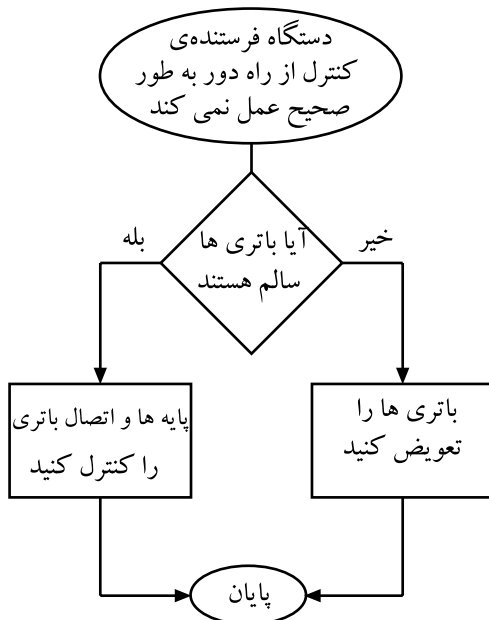 دستگاه فرستنده‌ی
کنترل از راه دور به طور
صحیح عمل نمی کند
آیا باتری ها
سالم هستند
خیر
بله
باتری ها را
تعویض کنید
پایه ها و اتصال باتری
را کنترل کنید
پایان